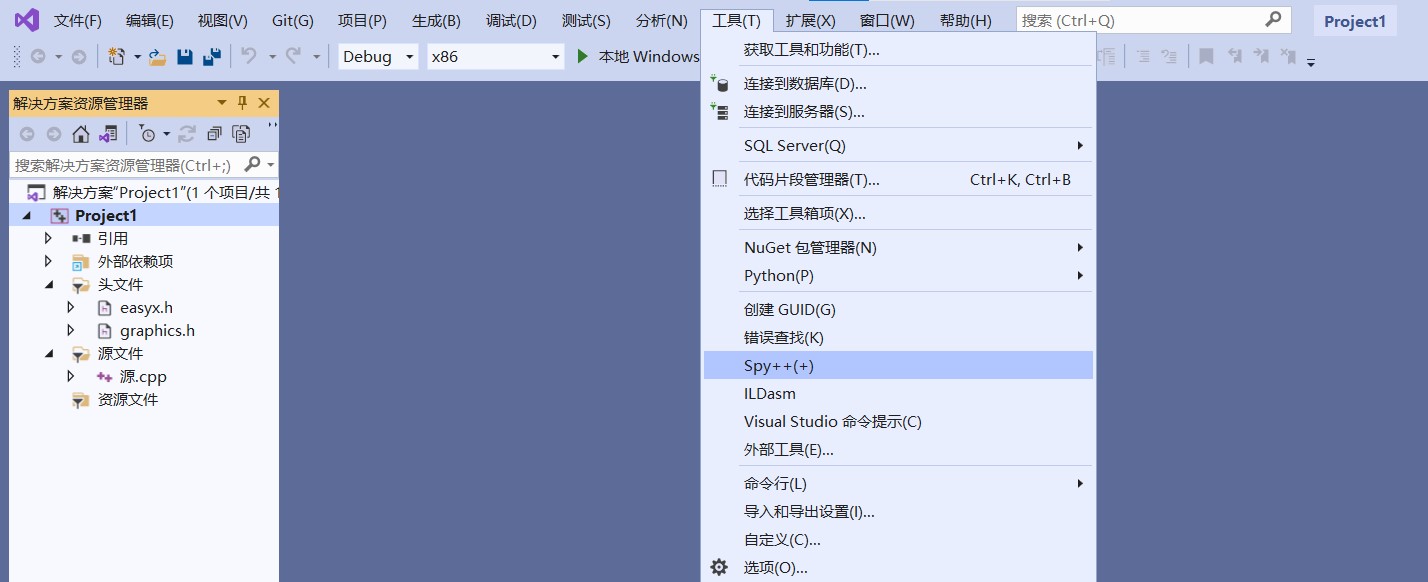 文件(F) 编辑(E) 视图(V) Git(G) 项目(P) 生成(B) 调试(D) 测试(S) 分析(N) 工具(T) 扩展(X) 窗口(W) 帮助(H) 搜索 (Ctrl+Q) Project1
Debug x86 本地 Windows
解决方案资源管理器
搜索解决方案资源管理器(Ctrl+;)
解决方案“Project1”(1 个项目/共 1
Project1
引用
外部依赖项
头文件
easyx.h
graphics.h
源文件
源.cpp
资源文件
获取工具和功能(T)...
连接到数据库(D)...
连接到服务器(S)...
SQL Server(Q)
代码片段管理器(T)... Ctrl+K, Ctrl+B
选择工具箱项(X)...
NuGet 包管理器(N)
Python(P)
创建 GUID(G)
错误查找(K)
Spy++(+)
ILDasm
Visual Studio 命令提示(C)
外部工具(E)...
命令行(L)
导入和导出设置(I)...
自定义(C)...
选项(O)...